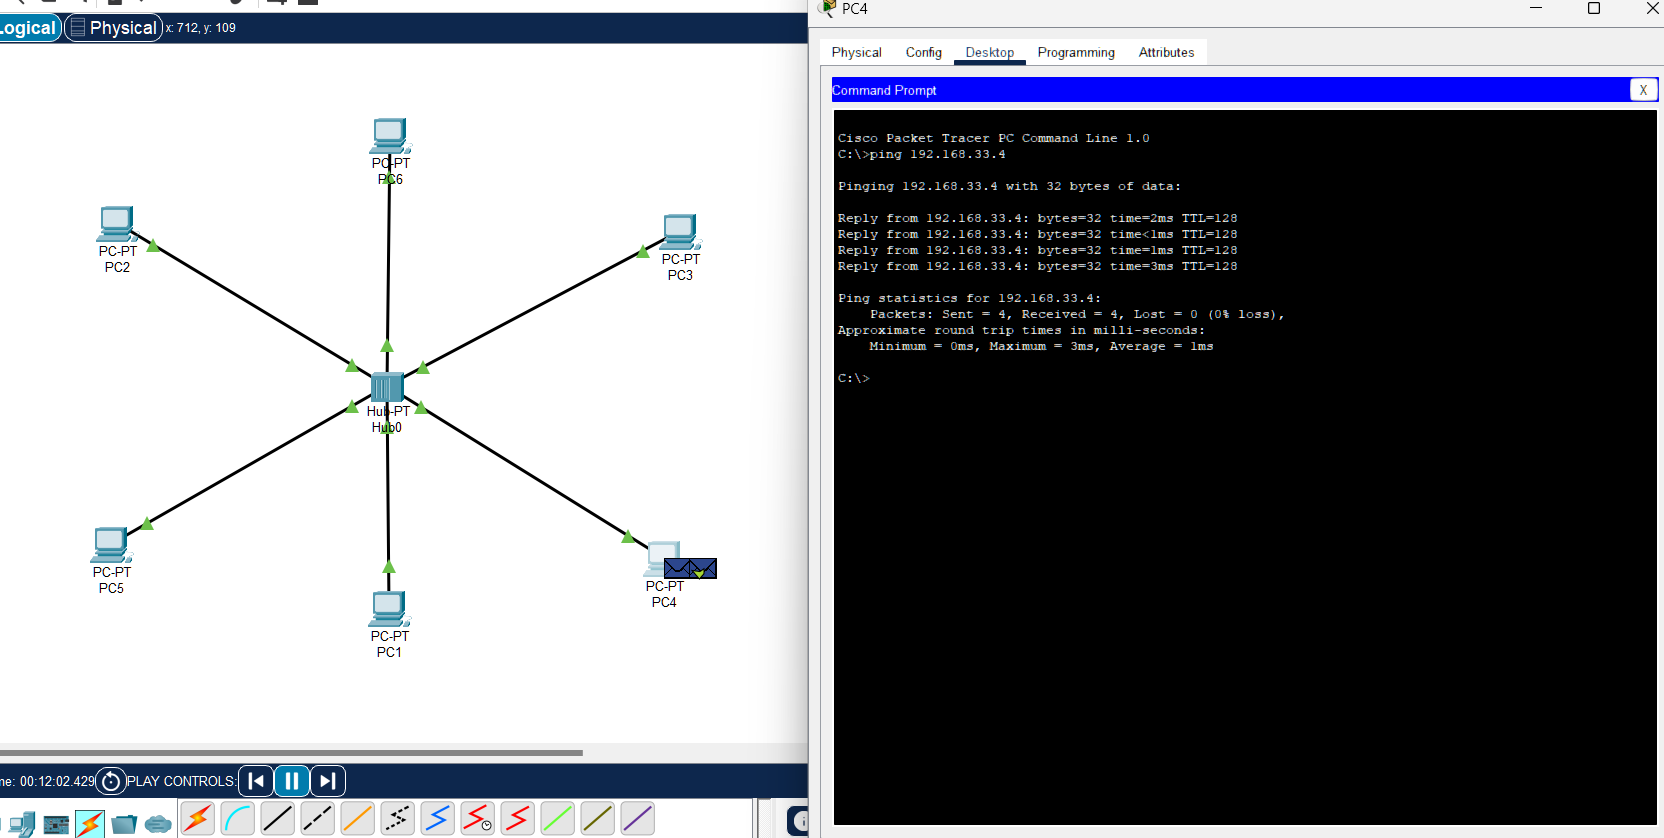 Logical Physical x: 712, y: 109
PC-PT
PC6
PC-PT
PC2
PC-PT
PC3
Hub-PT
Hub0
PC-PT
PC5
PC-PT
PC4
PC-PT
PC1
me: 00:12:02.429 PLAY CONTROLS:
PC4
Physical Config Desktop Programming Attributes
Command Prompt X
Cisco Packet Tracer PC Command Line 1.0
C:\>ping 192.168.33.4
Pinging 192.168.33.4 with 32 bytes of data:
Reply from 192.168.33.4: bytes=32 time=2ms TTL=128
Reply from 192.168.33.4: bytes=32 time<1ms TTL=128
Reply from 192.168.33.4: bytes=32 time=1ms TTL=128
Reply from 192.168.33.4: bytes=32 time=3ms TTL=128
Ping statistics for 192.168.33.4:
Packets: Sent = 4, Received = 4, Lost = 0 (0% loss),
Approximate round trip times in milli-seconds:
Minimum = 0ms, Maximum = 3ms, Average = 1ms
C:\>